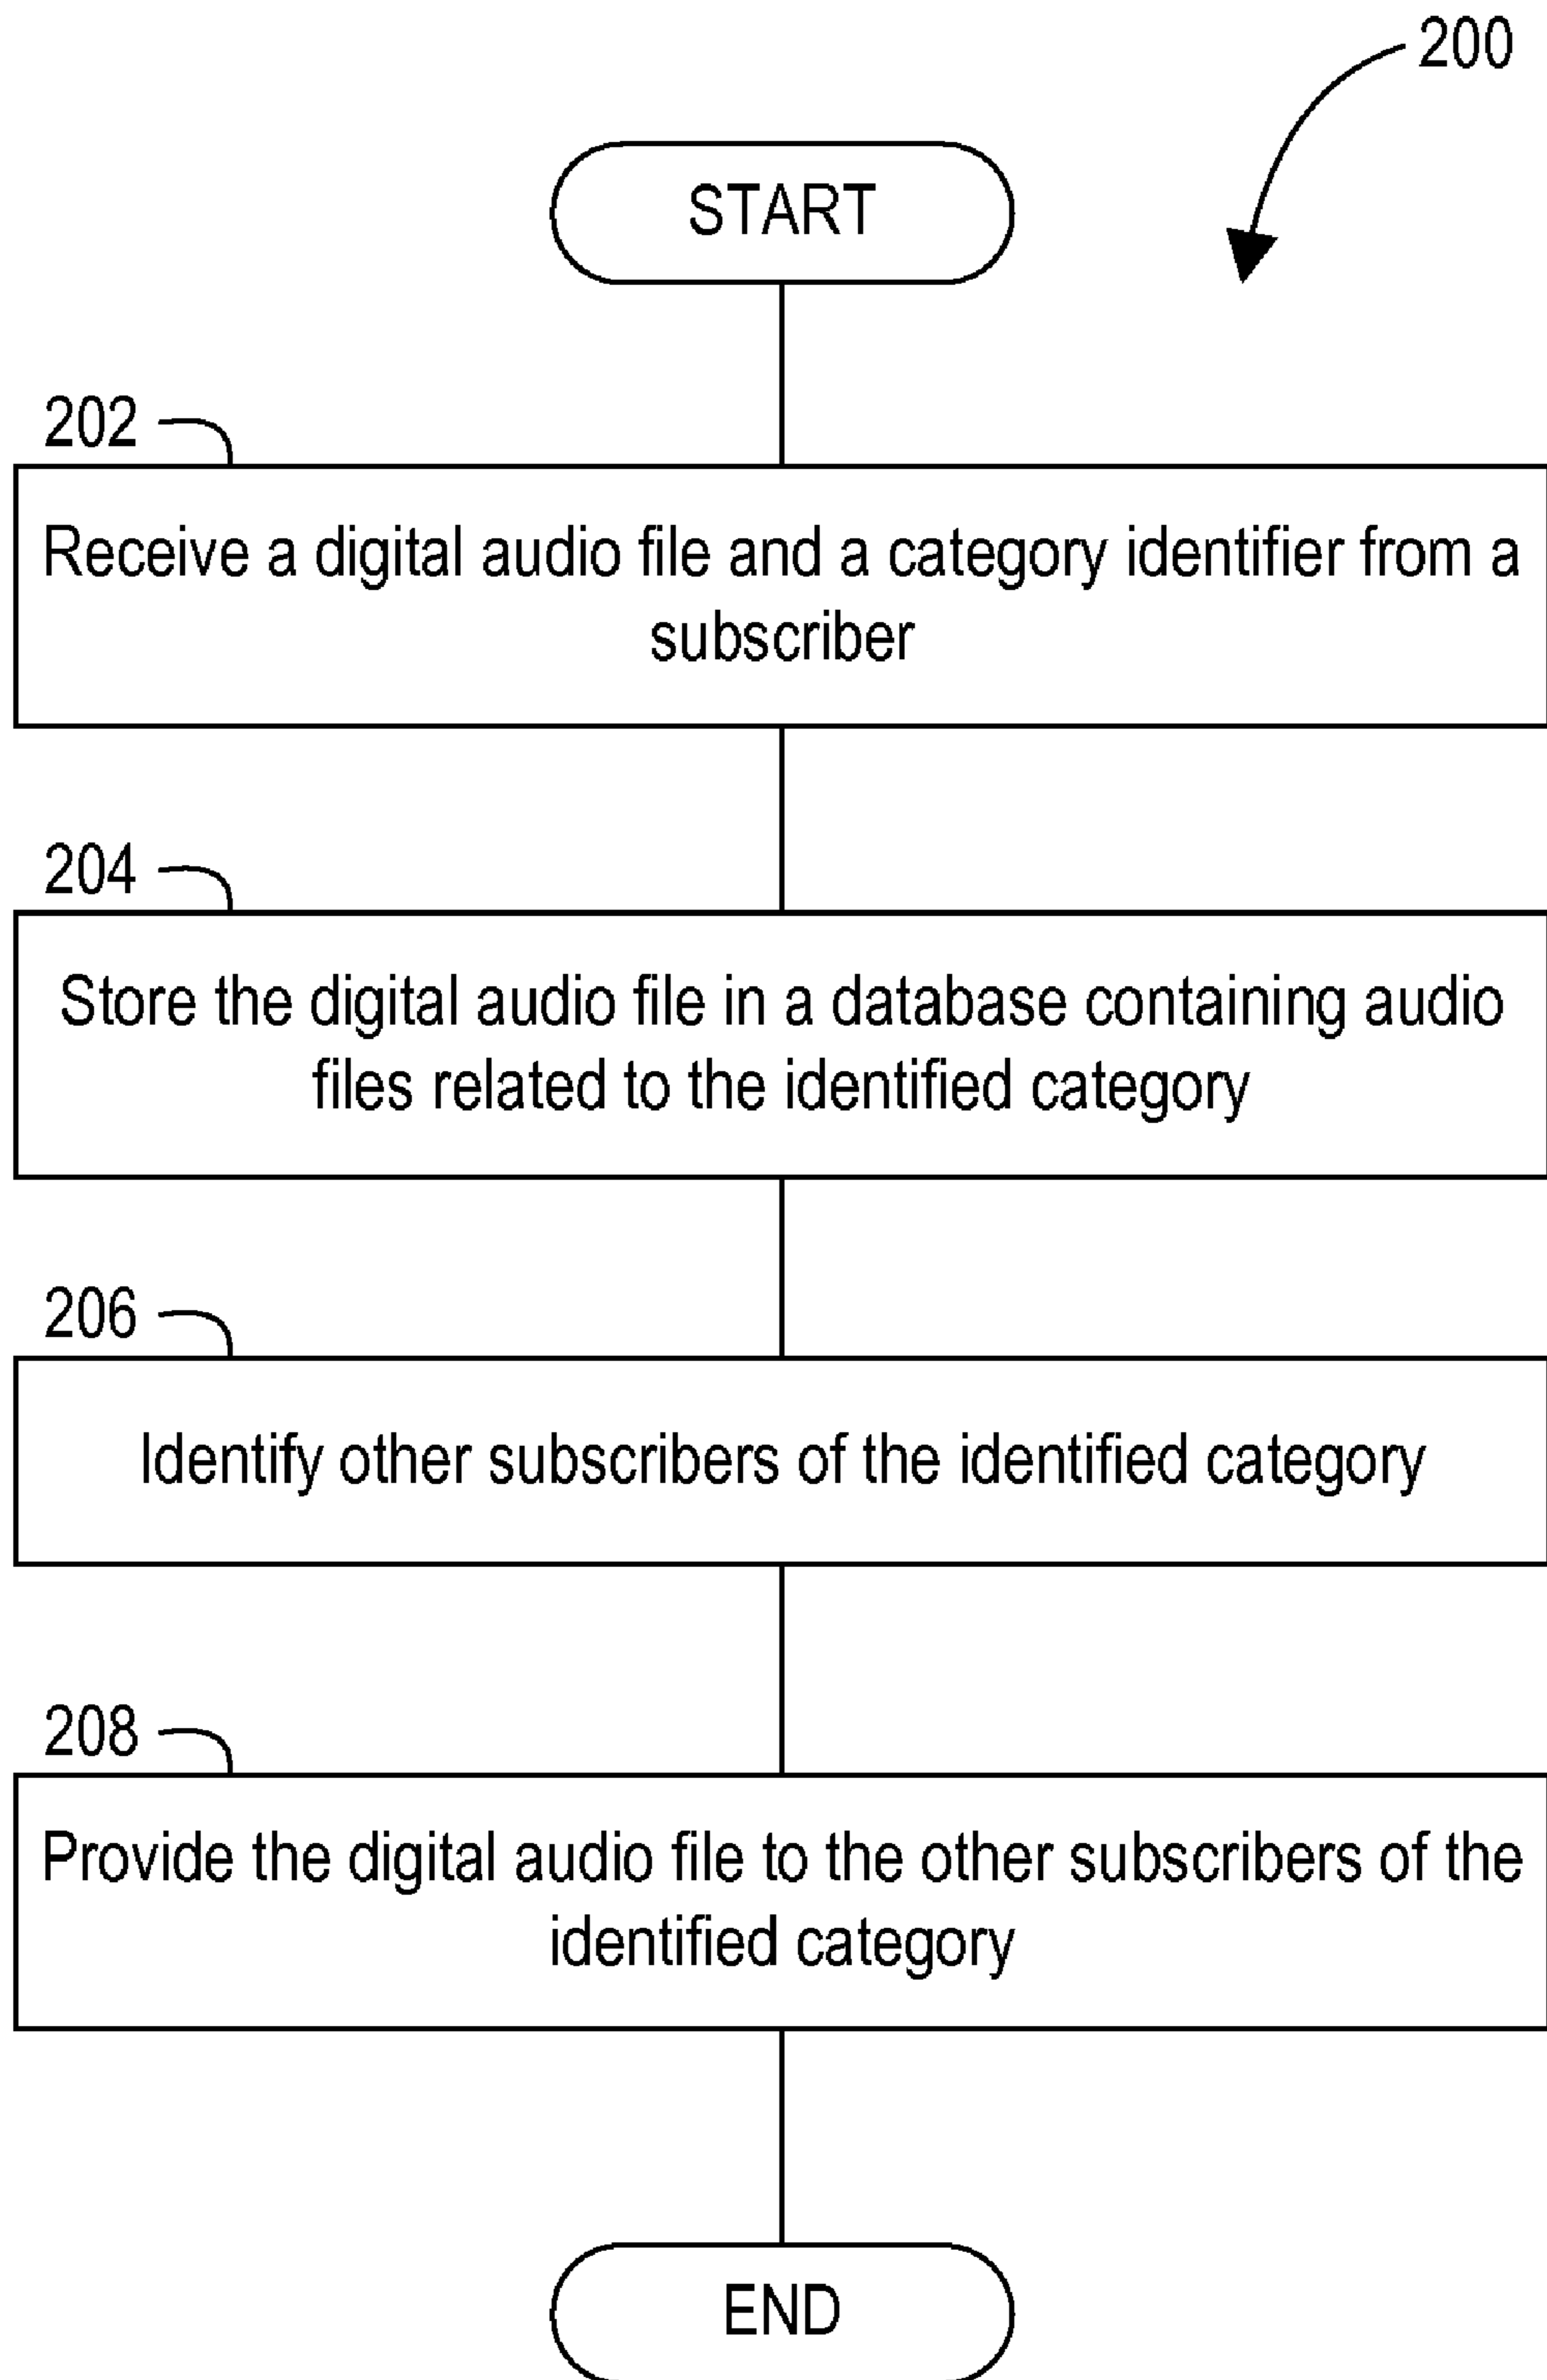 200
START
202
Receive a digital audio file and a category identifier from a
subscriber
204
Store the digital audio file in a database containing audio
files related to the identified category
206
Identify other subscribers of the identified category
208
Provide the digital audio file to the other subscribers of the
identified category
END